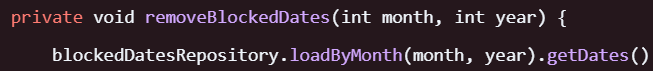 private void removeBlockedDates(int month, int year) {
blockedDatesRepository.loadByMonth(month, year).getDates()